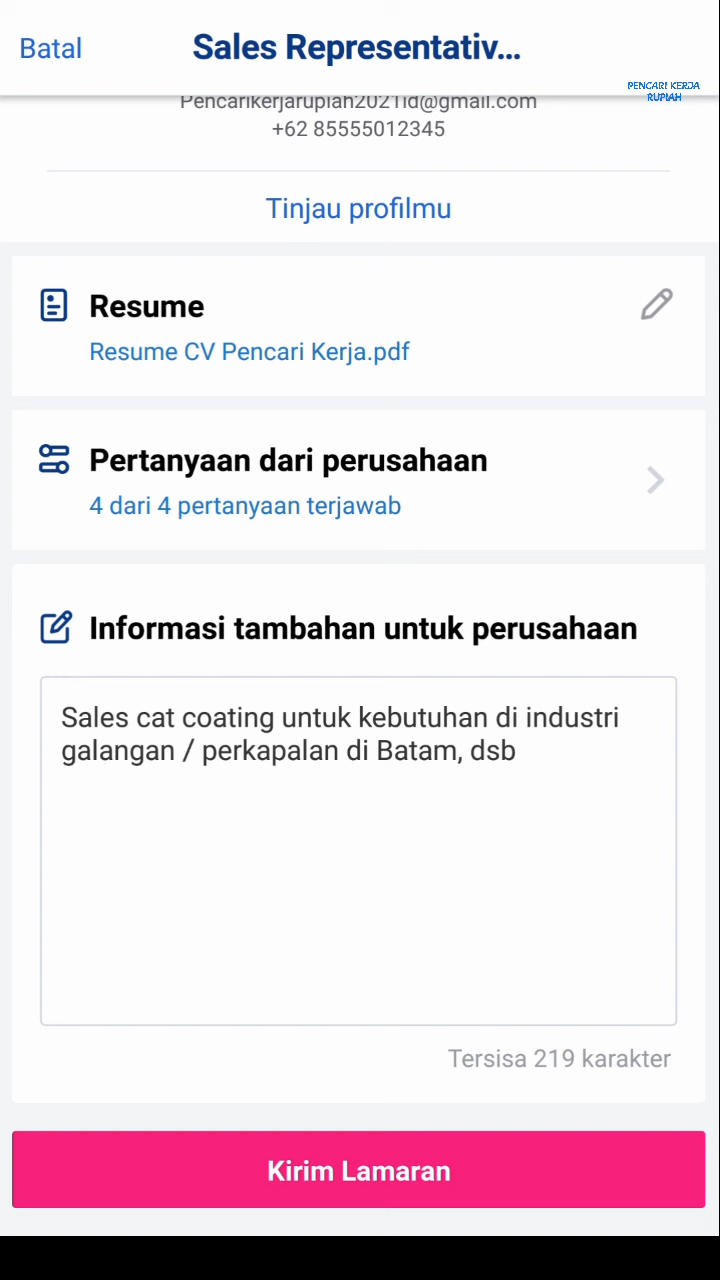 Batal
Sales Representativ...
PENCARI KERJA
RUPIAH
Pencarikerjarupiah2021id@gmail.com
+62 85555012345
Tinjau profilmu
Resume
Resume CV Pencari Kerja.pdf
Pertanyaan dari perusahaan
4 dari 4 pertanyaan terjawab
Informasi tambahan untuk perusahaan
Sales cat coating untuk kebutuhan di industri
galangan / perkapalan di Batam, dsb
Tersisa 219 karakter
Kirim Lamaran